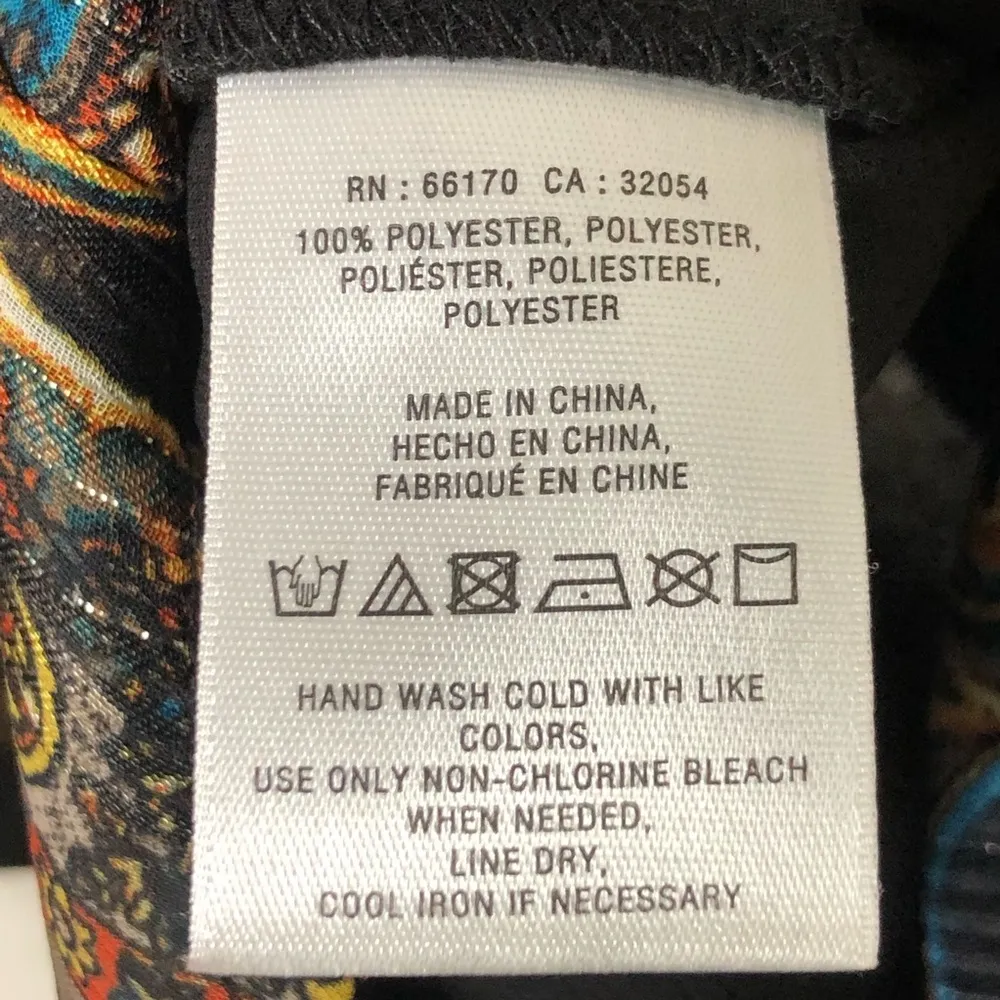 RN : 66170 CA : 32054
100% POLYESTER, POLYESTER,
POLIÉSTER, POLIESTERE,
POLYESTER
MADE IN CHINA,
HECHO EN CHINA,
FABRIQUÉ EN CHINE
HAND WASH COLD WITH LIKE
COLORS,
USE ONLY NON-CHLORINE BLEACH
WHEN NEEDED,
LINE DRY,
COOL IRON IF NECESSARY